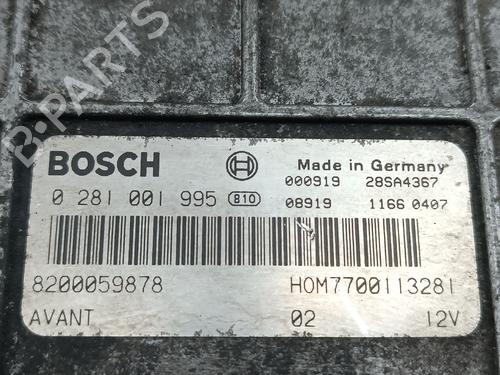 B-PARTS
BOSCH
Made in Germany
0 281 001 995 B10
000919 28SA4367
08919 1166 0407
8200059878 HOM7700113281
AVANT 02 12V